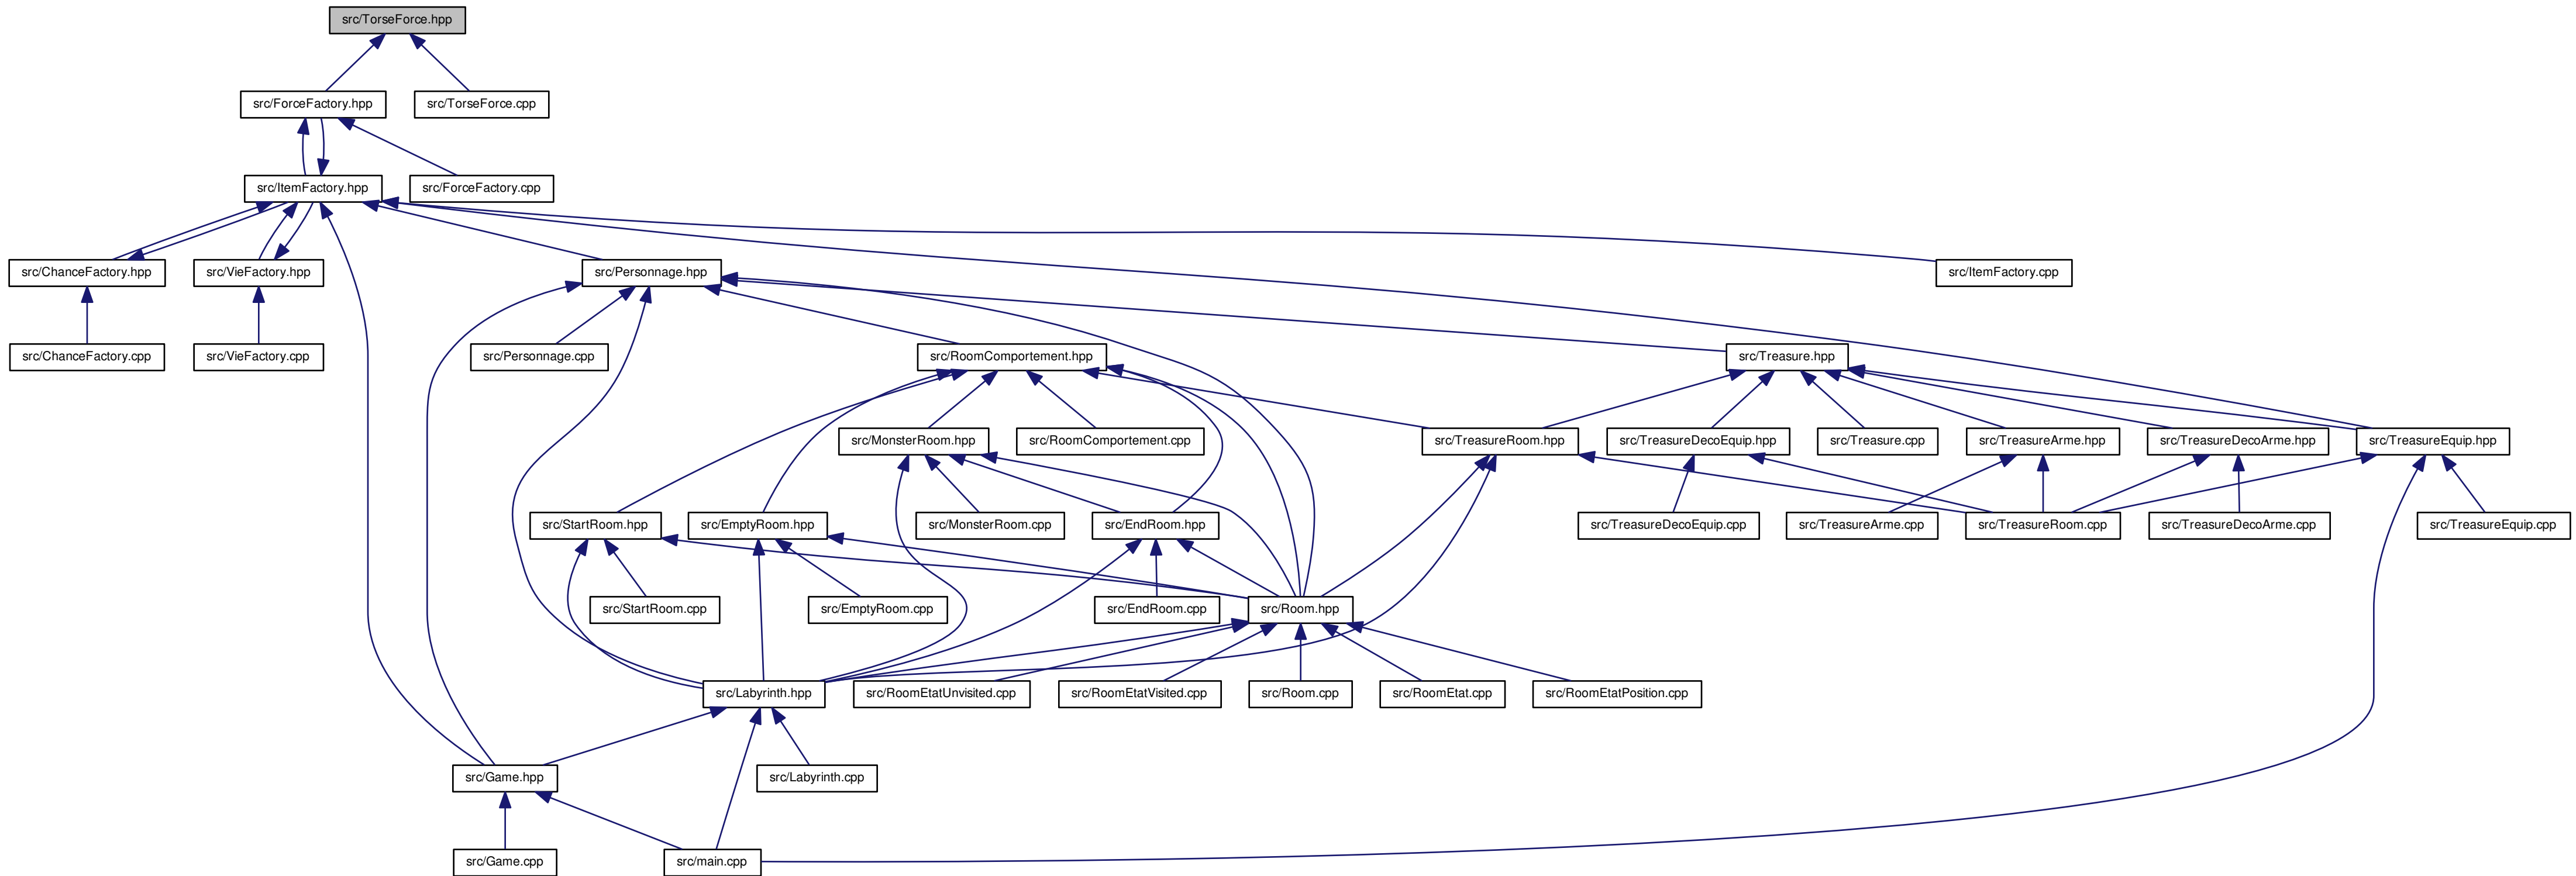 src/TorseForce.hpp
src/ForceFactory.hpp
src/TorseForce.cpp
src/ItemFactory.hpp
src/ForceFactory.cpp
src/ChanceFactory.hpp
src/VieFactory.hpp
src/Personnage.hpp
src/ItemFactory.cpp
src/ChanceFactory.cpp
src/VieFactory.cpp
src/Personnage.cpp
src/RoomComportement.hpp
src/Treasure.hpp
src/MonsterRoom.hpp
src/RoomComportement.cpp
src/TreasureRoom.hpp
src/TreasureDecoEquip.hpp
src/Treasure.cpp
src/TreasureArme.hpp
src/TreasureDecoArme.hpp
src/TreasureEquip.hpp
src/StartRoom.hpp
src/EmptyRoom.hpp
src/MonsterRoom.cpp
src/EndRoom.hpp
src/TreasureDecoEquip.cpp
src/TreasureArme.cpp
src/TreasureRoom.cpp
src/TreasureDecoArme.cpp
src/TreasureEquip.cpp
src/StartRoom.cpp
src/EmptyRoom.cpp
src/EndRoom.cpp
src/Room.hpp
src/Labyrinth.hpp
src/RoomEtatUnvisited.cpp
src/RoomEtatVisited.cpp
src/Room.cpp
src/RoomEtat.cpp
src/RoomEtatPosition.cpp
src/Game.hpp
src/Labyrinth.cpp
src/Game.cpp
src/main.cpp